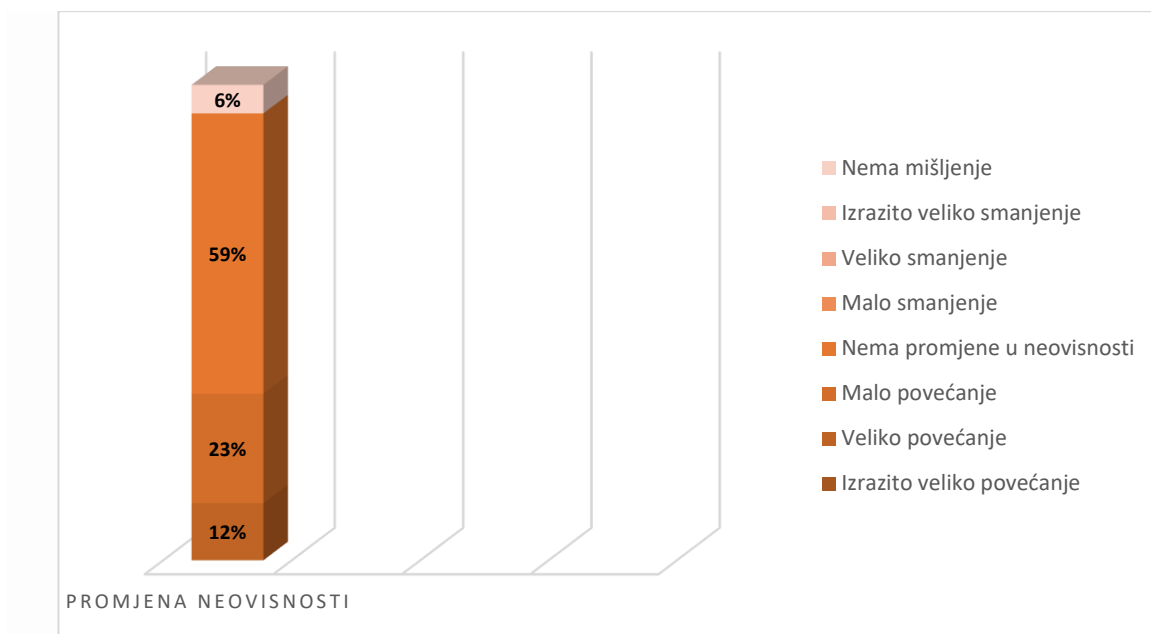 6%
59%
23%
12%
PROMJENA NEOVISNOSTI
Nema mišljenje
Izrazito veliko smanjenje
Veliko smanjenje
Malo smanjenje
Nema promjene u neovisnosti
Malo povećanje
Veliko povećanje
Izrazito veliko povećanje